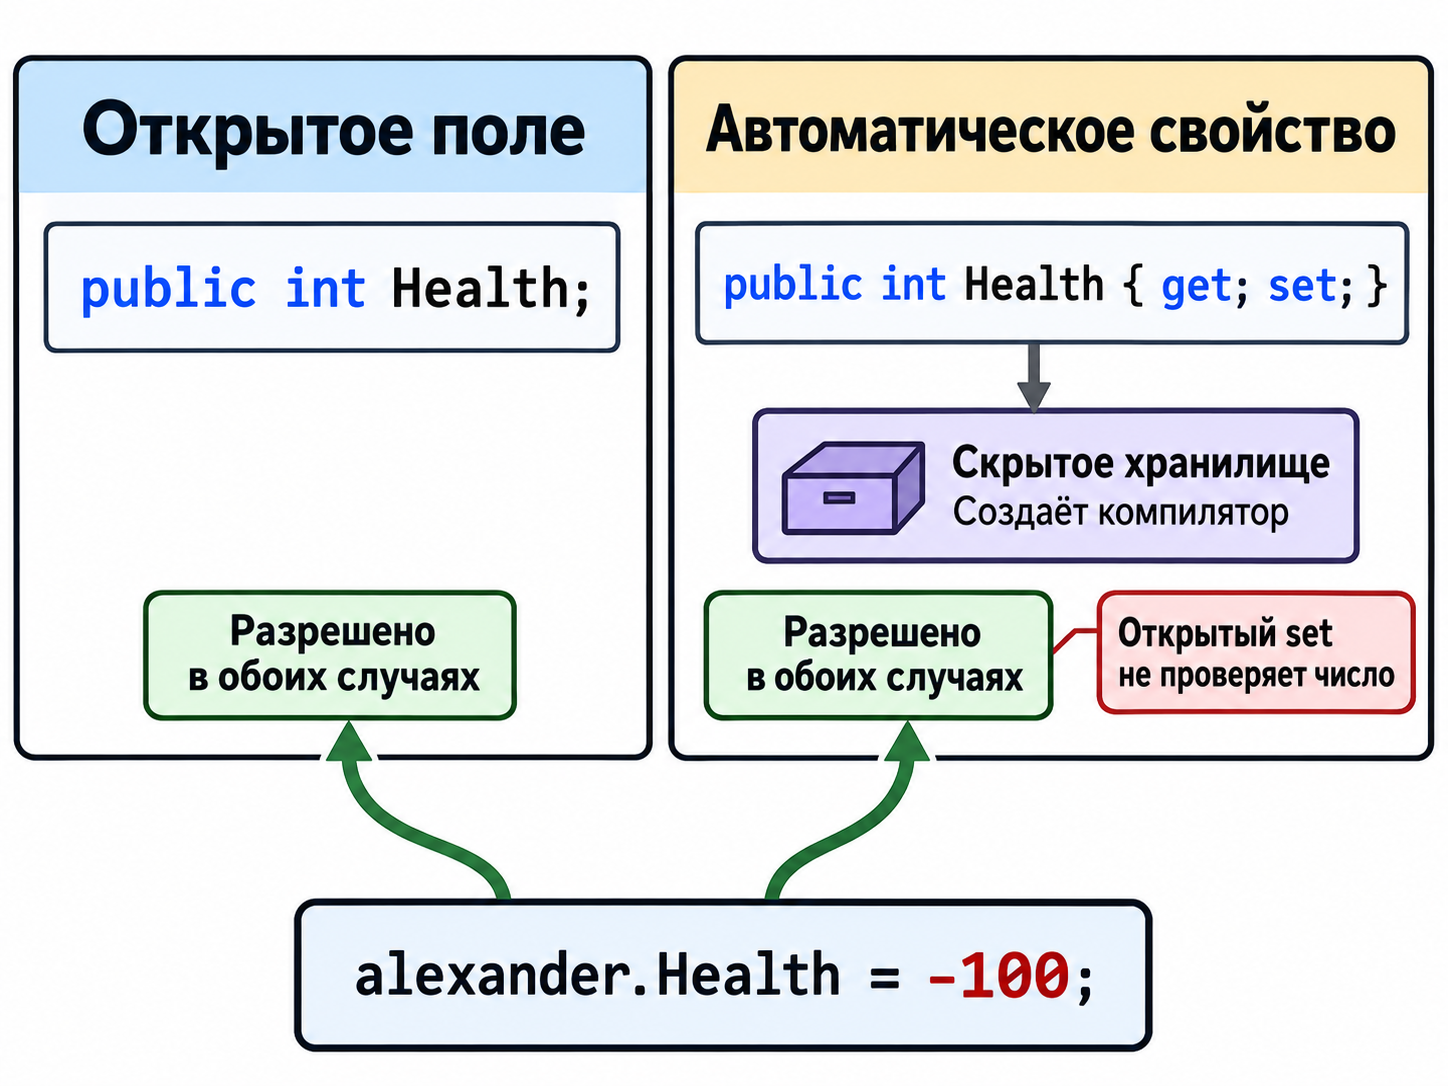 Открытое поле
public int Health;
Разрешено
в обоих случаях
Автоматическое свойство
public int Health { get; set; }
Скрытое хранилище
Создаёт компилятор
Разрешено
в обоих случаях
Открытый set
не проверяет число
alexander.Health = -100;